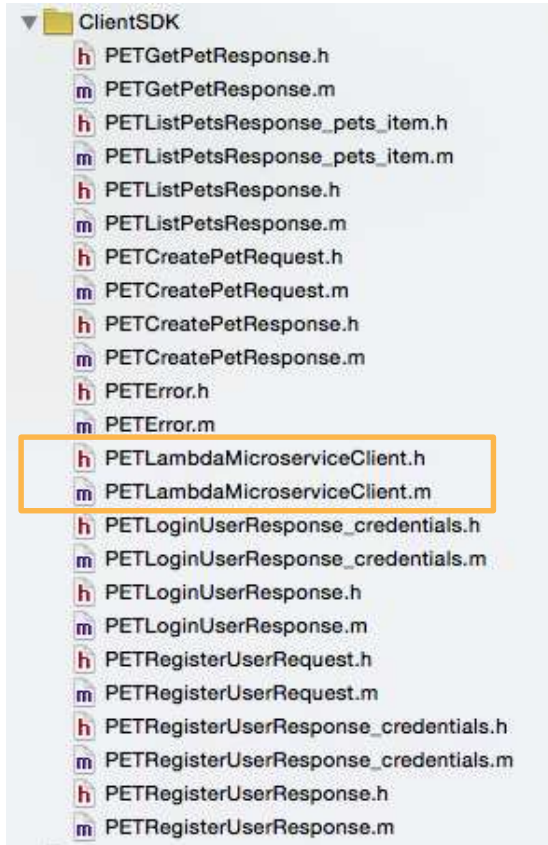 ClientSDK
h PETGetPetResponse.h
m PETGetPetResponse.m
h PETListPetsResponse_pets_item.h
m PETListPetsResponse_pets_item.m
h PETListPetsResponse.h
m PETListPetsResponse.m
h PETCreatePetRequest.h
m PETCreatePetRequest.m
h PETCreatePetResponse.h
m PETCreatePetResponse.m
h PETError.h
m PETError.m
h PETLambdaMicroserviceClient.h
m PETLambdaMicroserviceClient.m
h PETLoginUserResponse_credentials.h
m PETLoginUserResponse_credentials.m
h PETLoginUserResponse.h
m PETLoginUserResponse.m
h PETRegisterUserRequest.h
m PETRegisterUserRequest.m
h PETRegisterUserResponse_credentials.h
m PETRegisterUserResponse_credentials.m
h PETRegisterUserResponse.h
m PETRegisterUserResponse.m